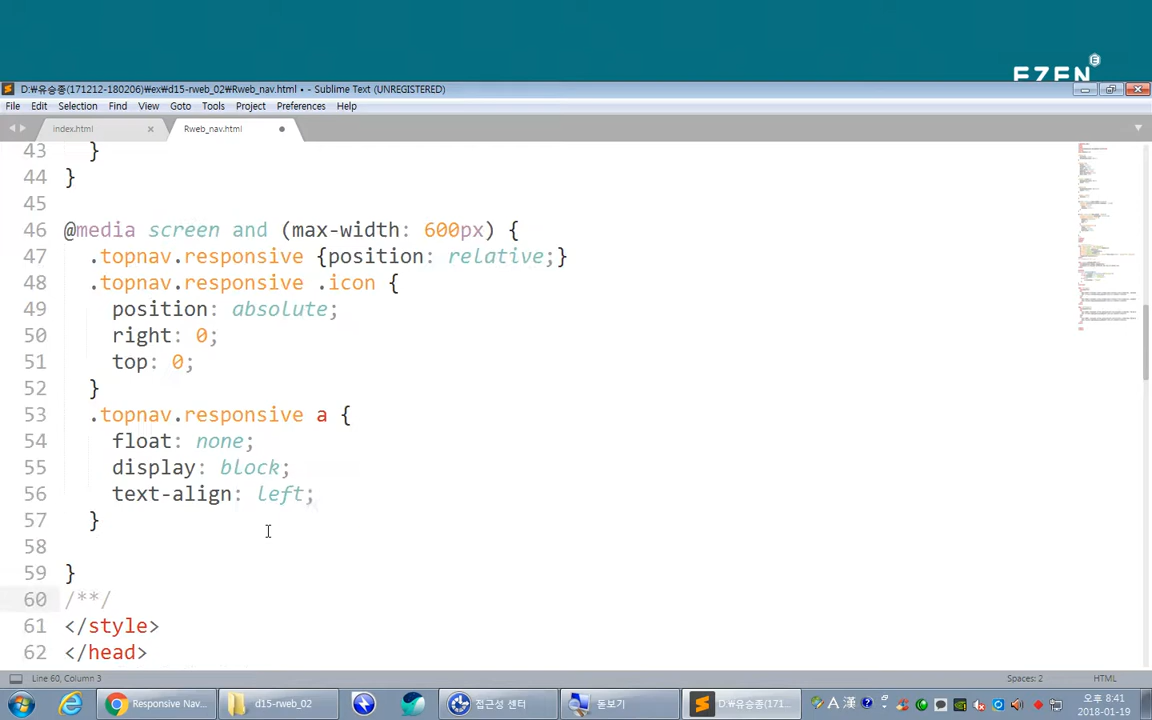 EZEN
D:₩유승종(171212-180206)₩ex₩d15-rweb_02₩Rweb_nav.html • - Sublime Text (UNREGISTERED)
File Edit Selection Find View Goto Tools Project Preferences Help
index.html Rweb_nav.html
43 }
44 }
45
46 @media screen and (max-width: 600px) {
47 .topnav.responsive {position: relative;}
48 .topnav.responsive .icon {
49 position: absolute;
50 right: 0;
51 top: 0;
52 }
53 .topnav.responsive a {
54 float: none;
55 display: block;
56 text-align: left;
57 }
58
59 }
60 /**/
61 </style>
62 </head>
Line 60, Column 3 Spaces: 2 HTML
Responsive Nav... d15-rweb_02 접근성 센터 돋보기 D:₩유승종(171... A 漢 오후 8:41
2018-01-19